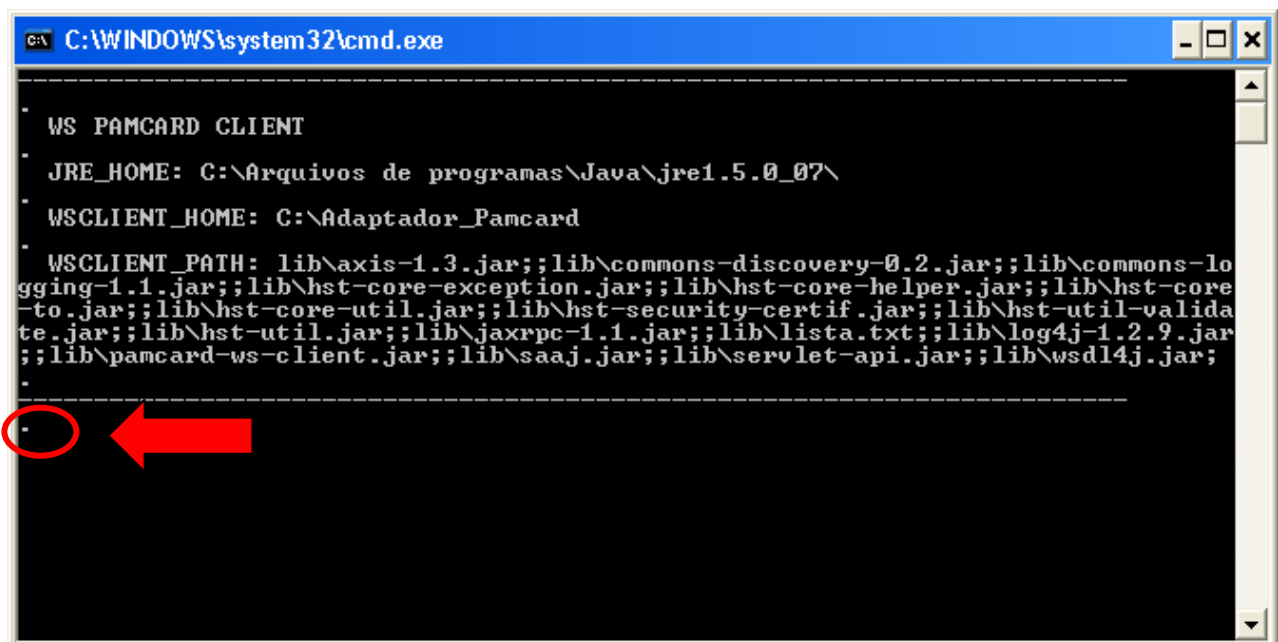 C:\WINDOWS\system32\cmd.exe
-------------------------------------------------------------------------
.
WS PAMCARD CLIENT
.
JRE_HOME: C:\Arquivos de programas\Java\jre1.5.0_07\
.
WSCLIENT_HOME: C:\Adaptador_Pamcard
.
WSCLIENT_PATH: lib\axis-1.3.jar;;lib\commons-discovery-0.2.jar;;lib\commons-lo
gging-1.1.jar;;lib\hst-core-exception.jar;;lib\hst-core-helper.jar;;lib\hst-core
-to.jar;;lib\hst-core-util.jar;;lib\hst-security-certif.jar;;lib\hst-util-valida
te.jar;;lib\hst-util.jar;;lib\jaxrpc-1.1.jar;;lib\lista.txt;;lib\log4j-1.2.9.jar
;;lib\pamcard-ws-client.jar;;lib\saaj.jar;;lib\servlet-api.jar;;lib\wsdl4j.jar;
.
-------------------------------------------------------------------------
.